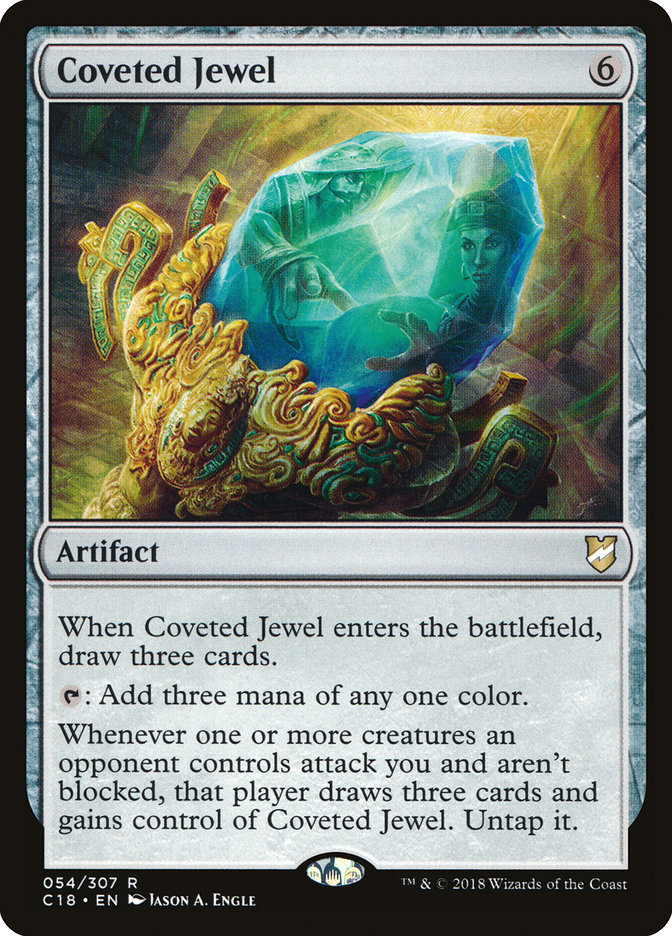 Coveted Jewel 6
Artifact
When Coveted Jewel enters the battlefield,
draw three cards.
: Add three mana of any one color.
Whenever one or more creatures an
opponent controls attack you and aren't
blocked, that player draws three cards and
gains control of Coveted Jewel. Untap it.
054/307 R
C18 • EN Jason A. Engle
™ & © 2018 Wizards of the Coast